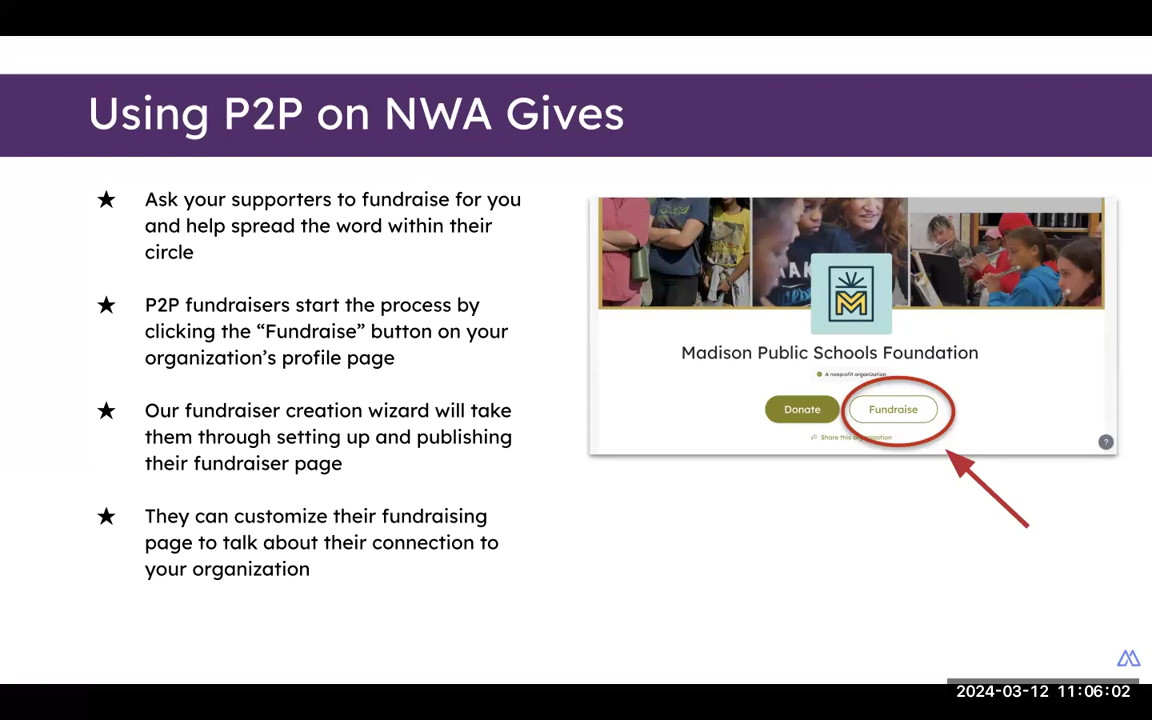 Using P2P on NWA Gives
★ Ask your supporters to fundraise for you
and help spread the word within their
circle
★ P2P fundraisers start the process by
clicking the “Fundraise” button on your
organization’s profile page
★ Our fundraiser creation wizard will take
them through setting up and publishing
their fundraiser page
★ They can customize their fundraising
page to talk about their connection to
your organization
M
Madison Public Schools Foundation
A nonprofit organization
Donate
Fundraise
Share this organization
?
2024-03-12 11:06:02